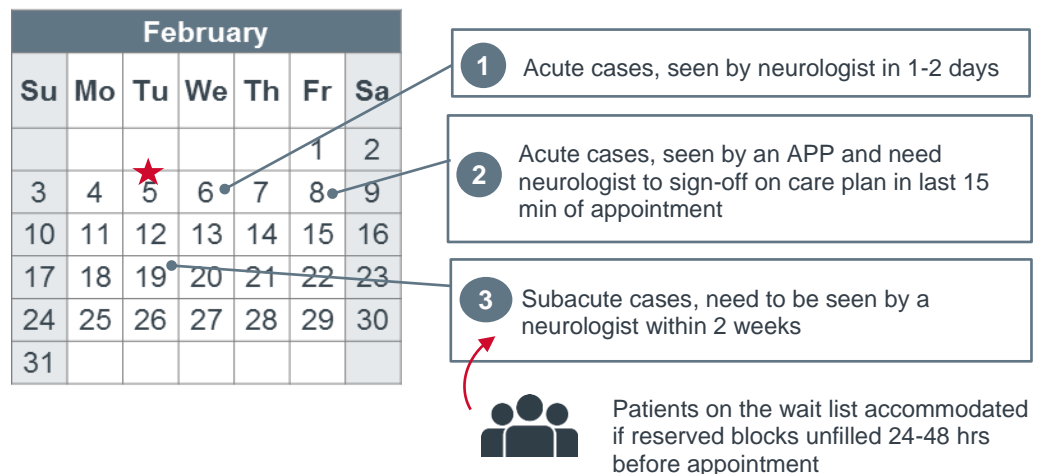 February
Su Mo Tu We Th Fr Sa
1 2
3 4 5 6 7 8 9
10 11 12 13 14 15 16
17 18 19 20 21 22 23
24 25 26 27 28 29 30
31
1 Acute cases, seen by neurologist in 1-2 days
2 Acute cases, seen by an APP and need
neurologist to sign-off on care plan in last 15
min of appointment
3 Subacute cases, need to be seen by a
neurologist within 2 weeks
Patients on the wait list accommodated
if reserved blocks unfilled 24-48 hrs
before appointment